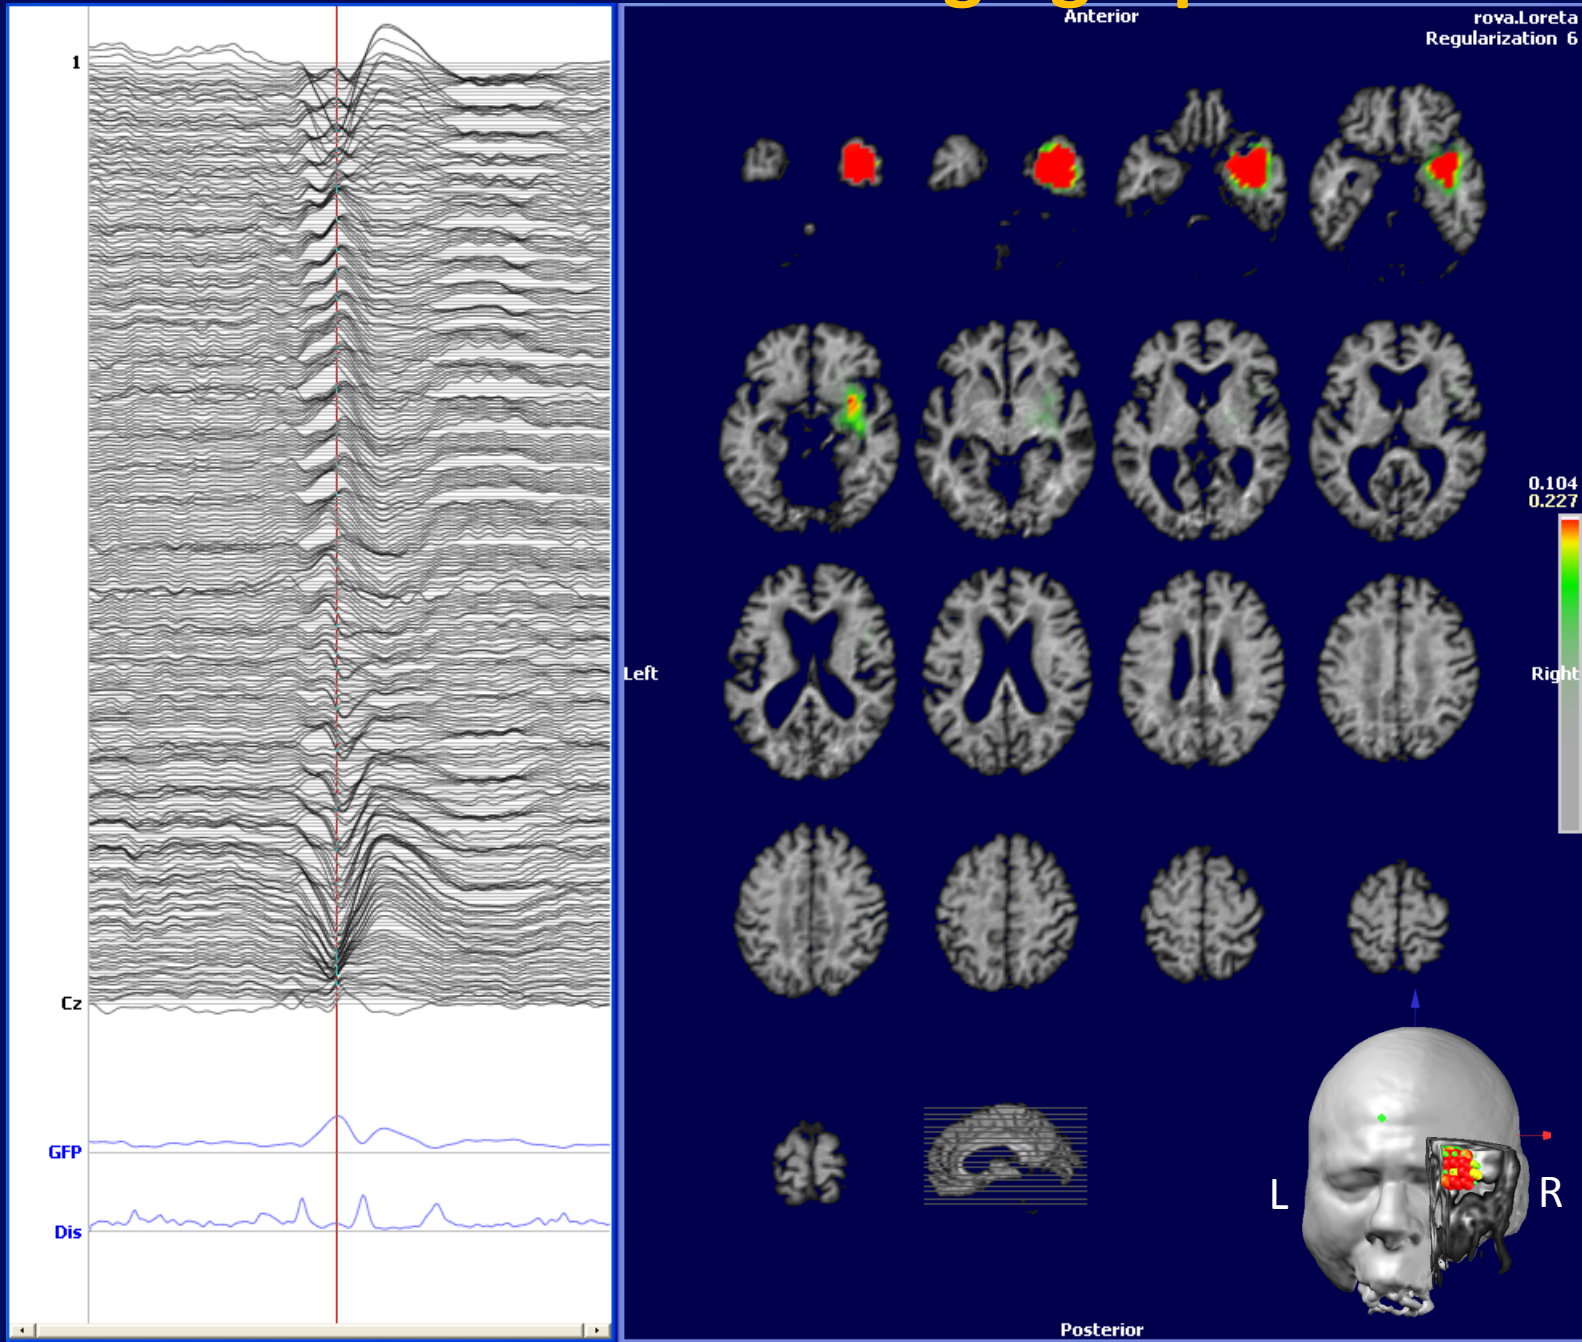 Anterior
rova.Loreta
Regularization 6
1
0.104
0.227
Left
Right
Cz
GFP
Dis
L
R
Posterior